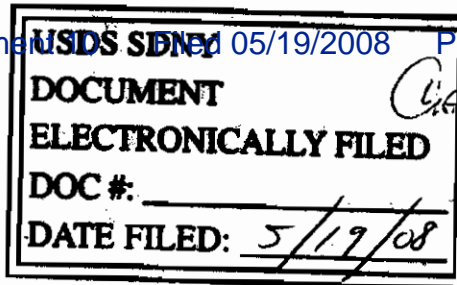 Filed 05/19/2008
USDS SDNY
DOCUMENT
ELECTRONICALLY FILED
DOC #:
DATE FILED: 5/19/08